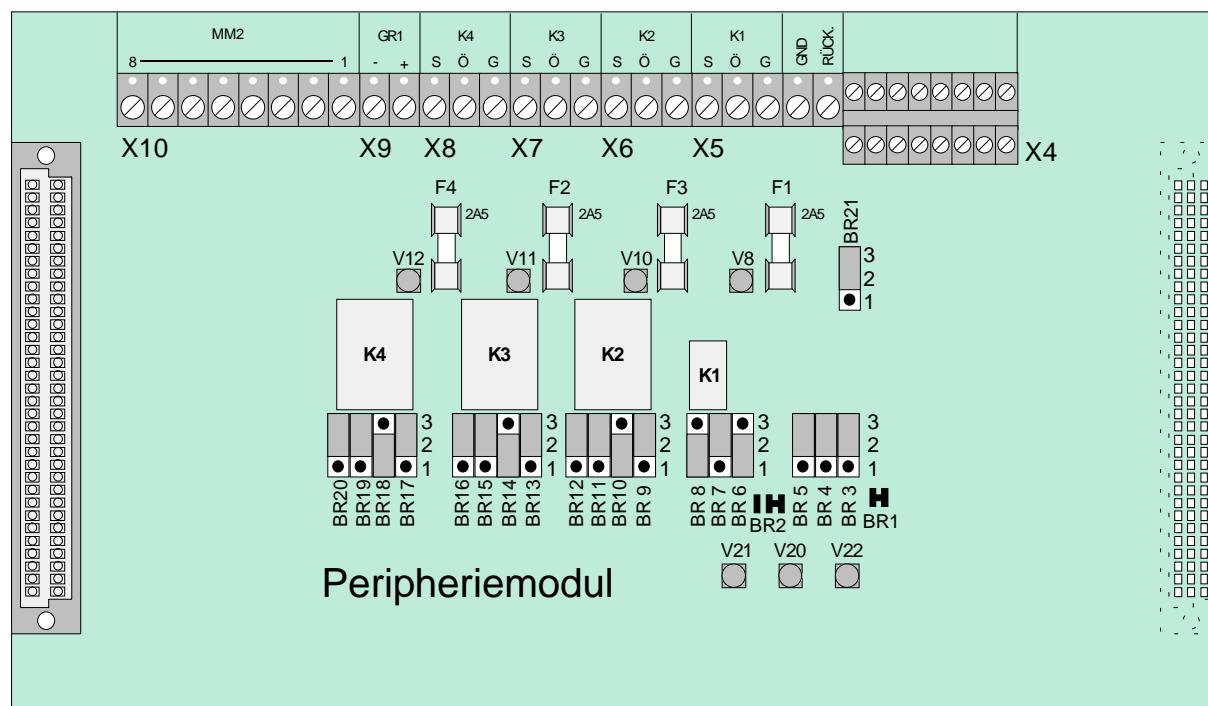 MM2 GR1 K4 K3 K2 K1 GND RÜCK.
8 1 - + S Ö G S Ö G S Ö G S Ö G
X10 X9 X8 X7 X6 X5 X4
F4 F2 F3 F1
2A5 2A5 2A5 2A5
BR21
V12 V11 V10 V8
3
2
1
K4 K3 K2 K1
3 3 3 3 3
2 2 2 2 2
1 1 1 1 1
BR20 BR19 BR18 BR17 BR16 BR15 BR14 BR13 BR12 BR11 BR10 BR 9 BR 8 BR 7 BR 6 BR2 BR 5 BR 4 BR 3 BR1
V21 V20 V22
Peripheriemodul